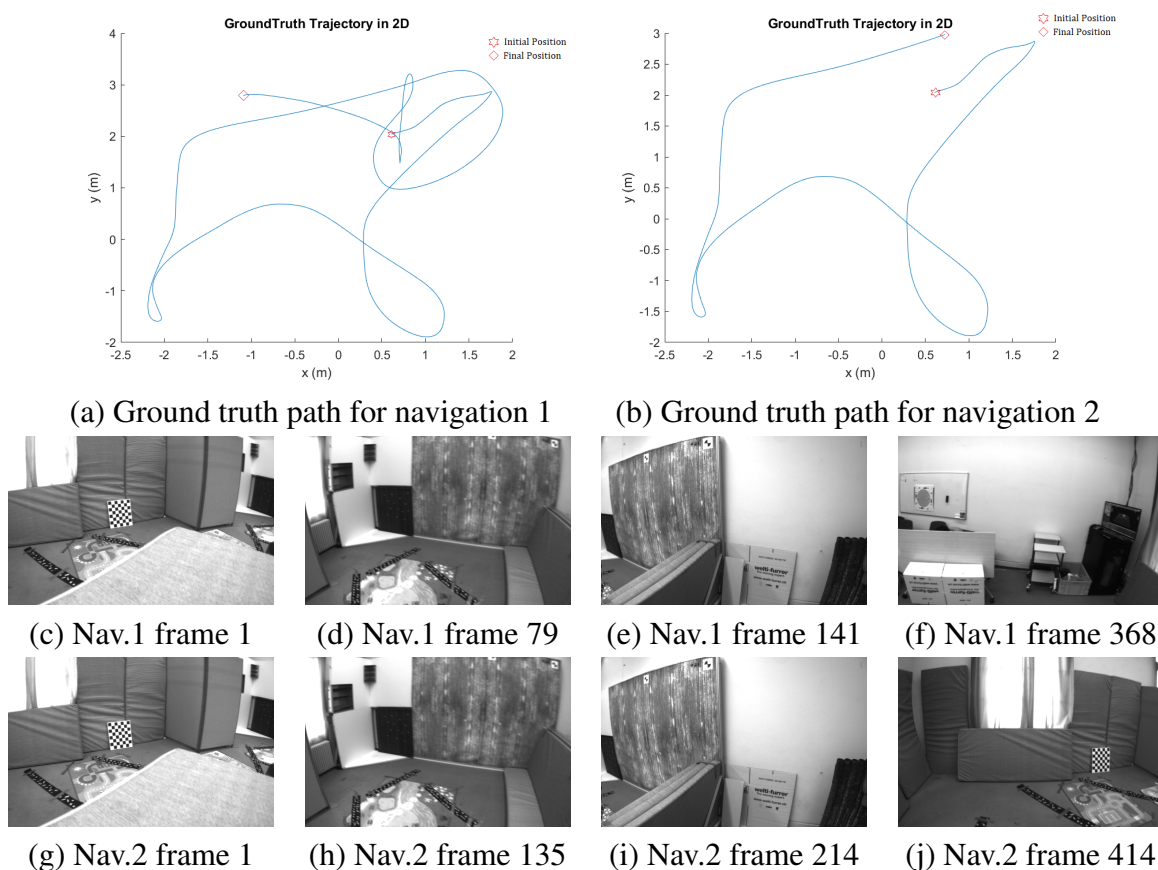 GroundTruth Trajectory in 2D
Initial Position
Final Position
4
3
2
1
0
-1
-2
y (m)
-2.5 -2 -1.5 -1 -0.5 0 0.5 1 1.5 2
x (m)
(a) Ground truth path for navigation 1
GroundTruth Trajectory in 2D
Initial Position
Final Position
3
2.5
2
1.5
1
0.5
0
-0.5
-1
-1.5
-2
y (m)
-2.5 -2 -1.5 -1 -0.5 0 0.5 1 1.5 2
x (m)
(b) Ground truth path for navigation 2
welti-furrer
(c) Nav.1 frame 1 (d) Nav.1 frame 79 (e) Nav.1 frame 141 (f) Nav.1 frame 368
welti-furrer
(g) Nav.2 frame 1 (h) Nav.2 frame 135 (i) Nav.2 frame 214 (j) Nav.2 frame 414